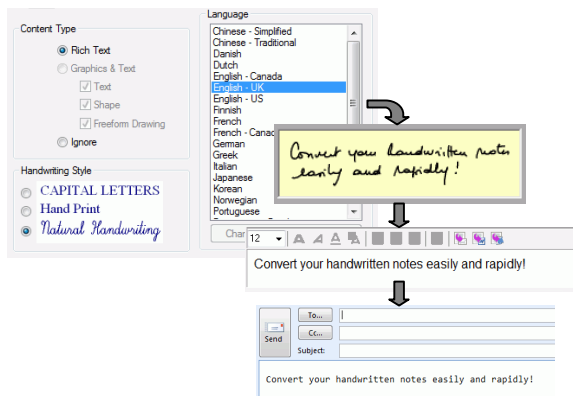 Content Type
Rich Text
Graphics & Text
Text
Shape
Freeform Drawing
Ignore
Handwriting Style
CAPITAL LETTERS
Hand Print
Natural Handwriting
Language
Chinese - Simplified
Chinese - Traditional
Danish
Dutch
English - Canada
English - UK
English - US
Finnish
French
French - Canad
German
Greek
Italian
Japanese
Korean
Norwegian
Portuguese
Char
Convert your handwritten notes
easily and rapidly!
12
Convert your handwritten notes easily and rapidly!
Send
To...
Cc...
Subject:
Convert your handwritten notes easily and rapidly!